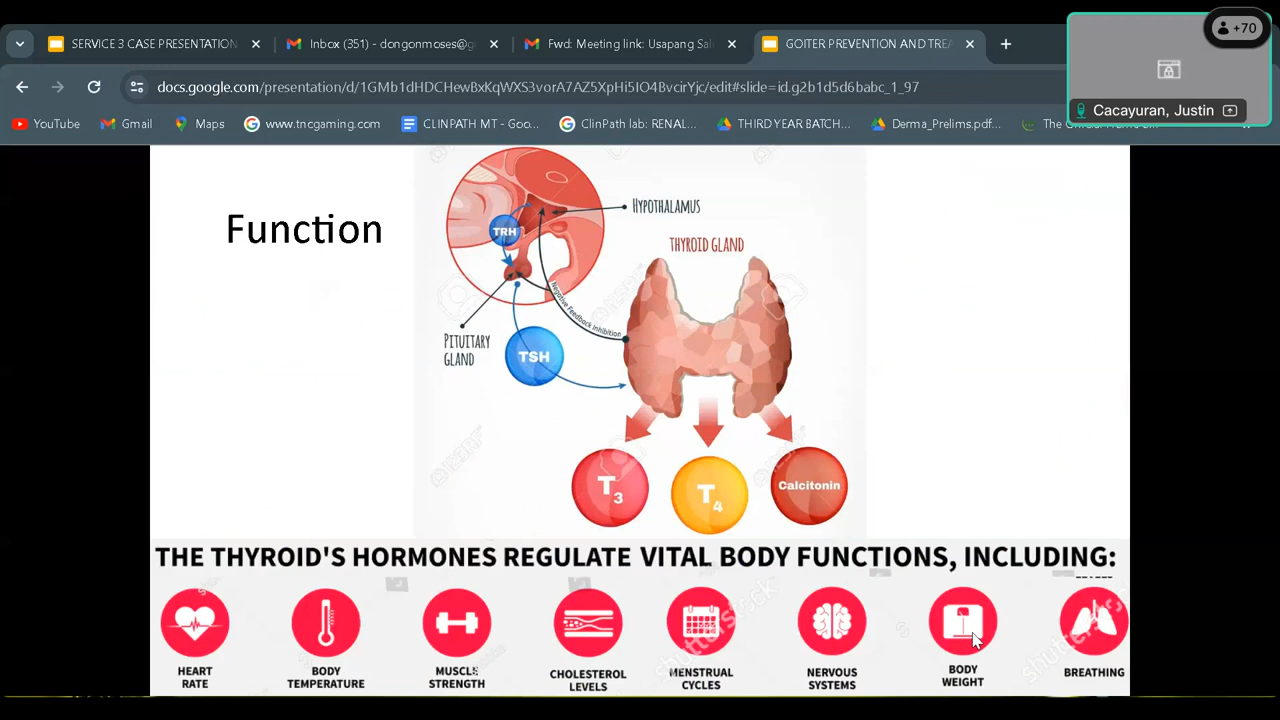 SERVICE 3 CASE PRESENTATION
Inbox (351) - dongonmoses@g
Fwd: Meeting link: Usapang Sal
GOITER PREVENTION AND TREA
+70
docs.google.com/presentation/d/1GMb1dHDCHewBxKqWXS3vorA7AZ5XpHi5IO4BvcirYjc/edit#slide=id.g2b1d5d6babc_1_97
Cacayuran, Justin
YouTube
Gmail
Maps
www.tncgaming.com
CLINPATH MT - Goo...
ClinPath lab: RENAL...
THIRD YEAR BATCH...
Derma_Prelims.pdf...
Function
HYPOTHALAMUS
TRH
THYROID GLAND
Negative Feedback Inhibition
PITUITARY
GLAND
TSH
T3
T4
Calcitonin
THE THYROID'S HORMONES REGULATE VITAL BODY FUNCTIONS, INCLUDING:
HEART
RATE
BODY
TEMPERATURE
MUSCLE
STRENGTH
CHOLESTEROL
LEVELS
MENSTRUAL
CYCLES
NERVOUS
SYSTEMS
BODY
WEIGHT
BREATHING